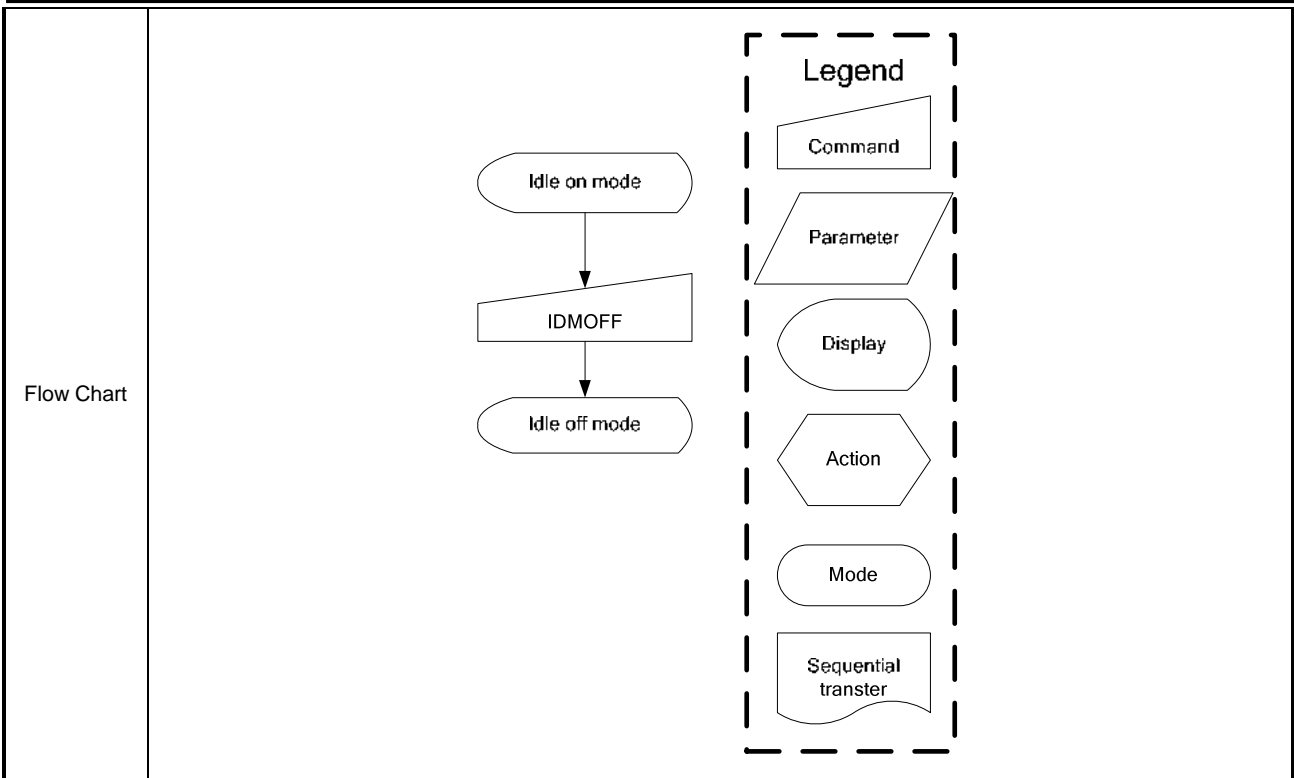 Flow Chart
Idle on mode
IDMOFF
Idle off mode
Legend
Command
Parameter
Display
Action
Mode
Sequential
transter